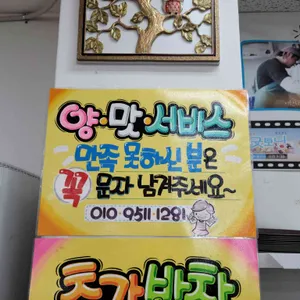 양·맛·서비스
만족 못하신 분은
꼭 문자 남겨주세요~
010-9511-1281
추가반찬